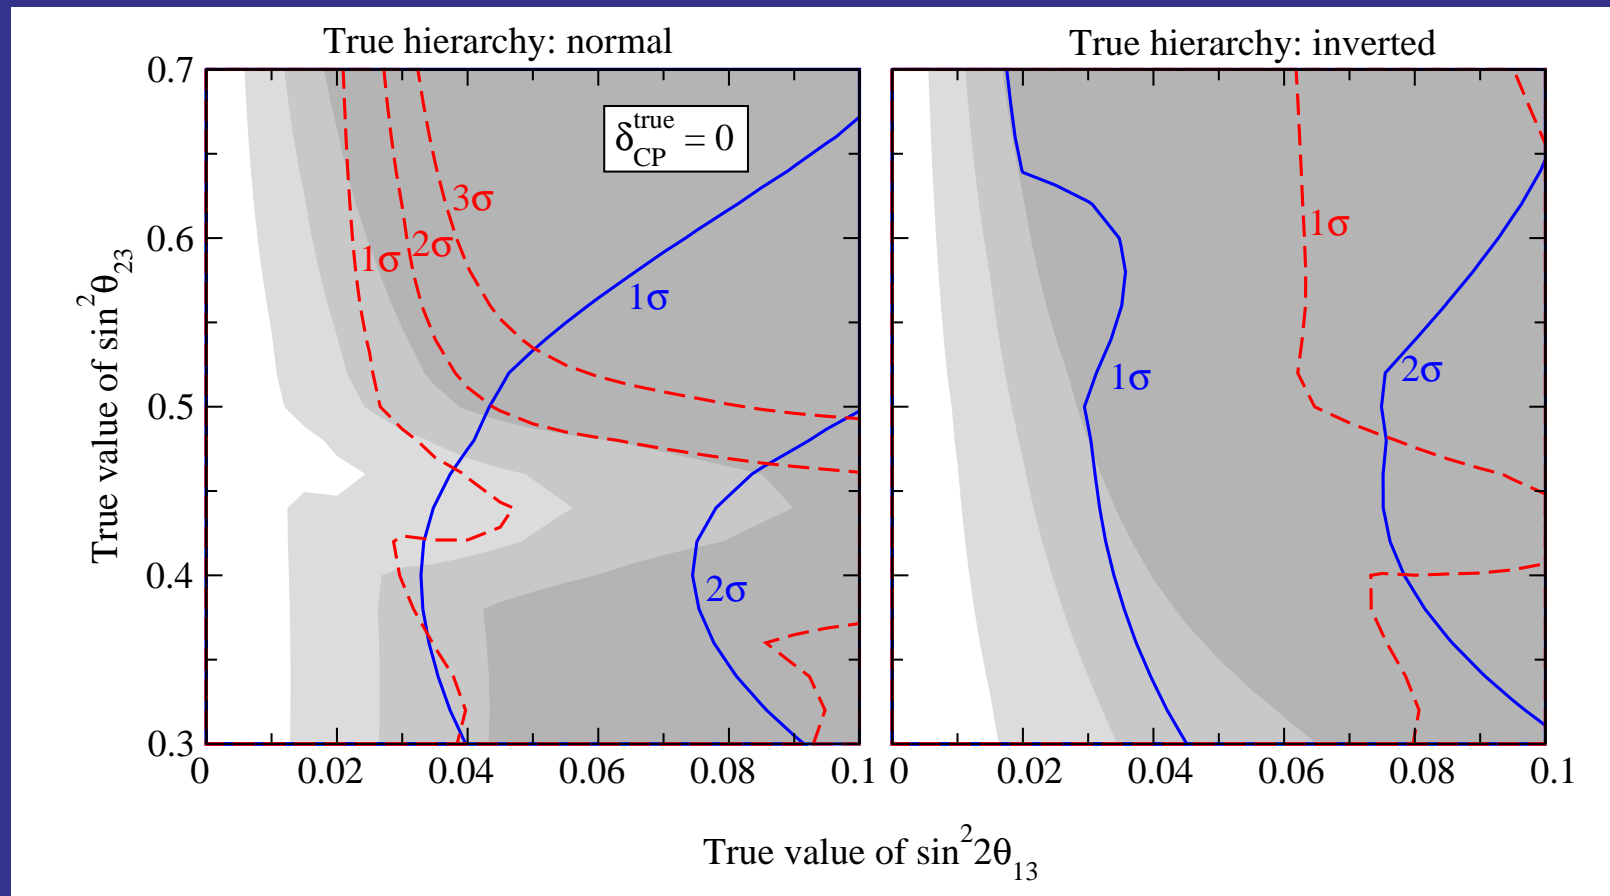 True hierarchy: normal
True hierarchy: inverted
0.7
0.6
0.5
0.4
0.3
True value of sin²θ₂₃
δ_CP^true = 0
3σ
2σ
1σ
1σ
2σ
1σ
1σ
2σ
0 0.02 0.04 0.06 0.08 0.1
0 0.02 0.04 0.06 0.08 0.1
True value of sin²2θ₁₃